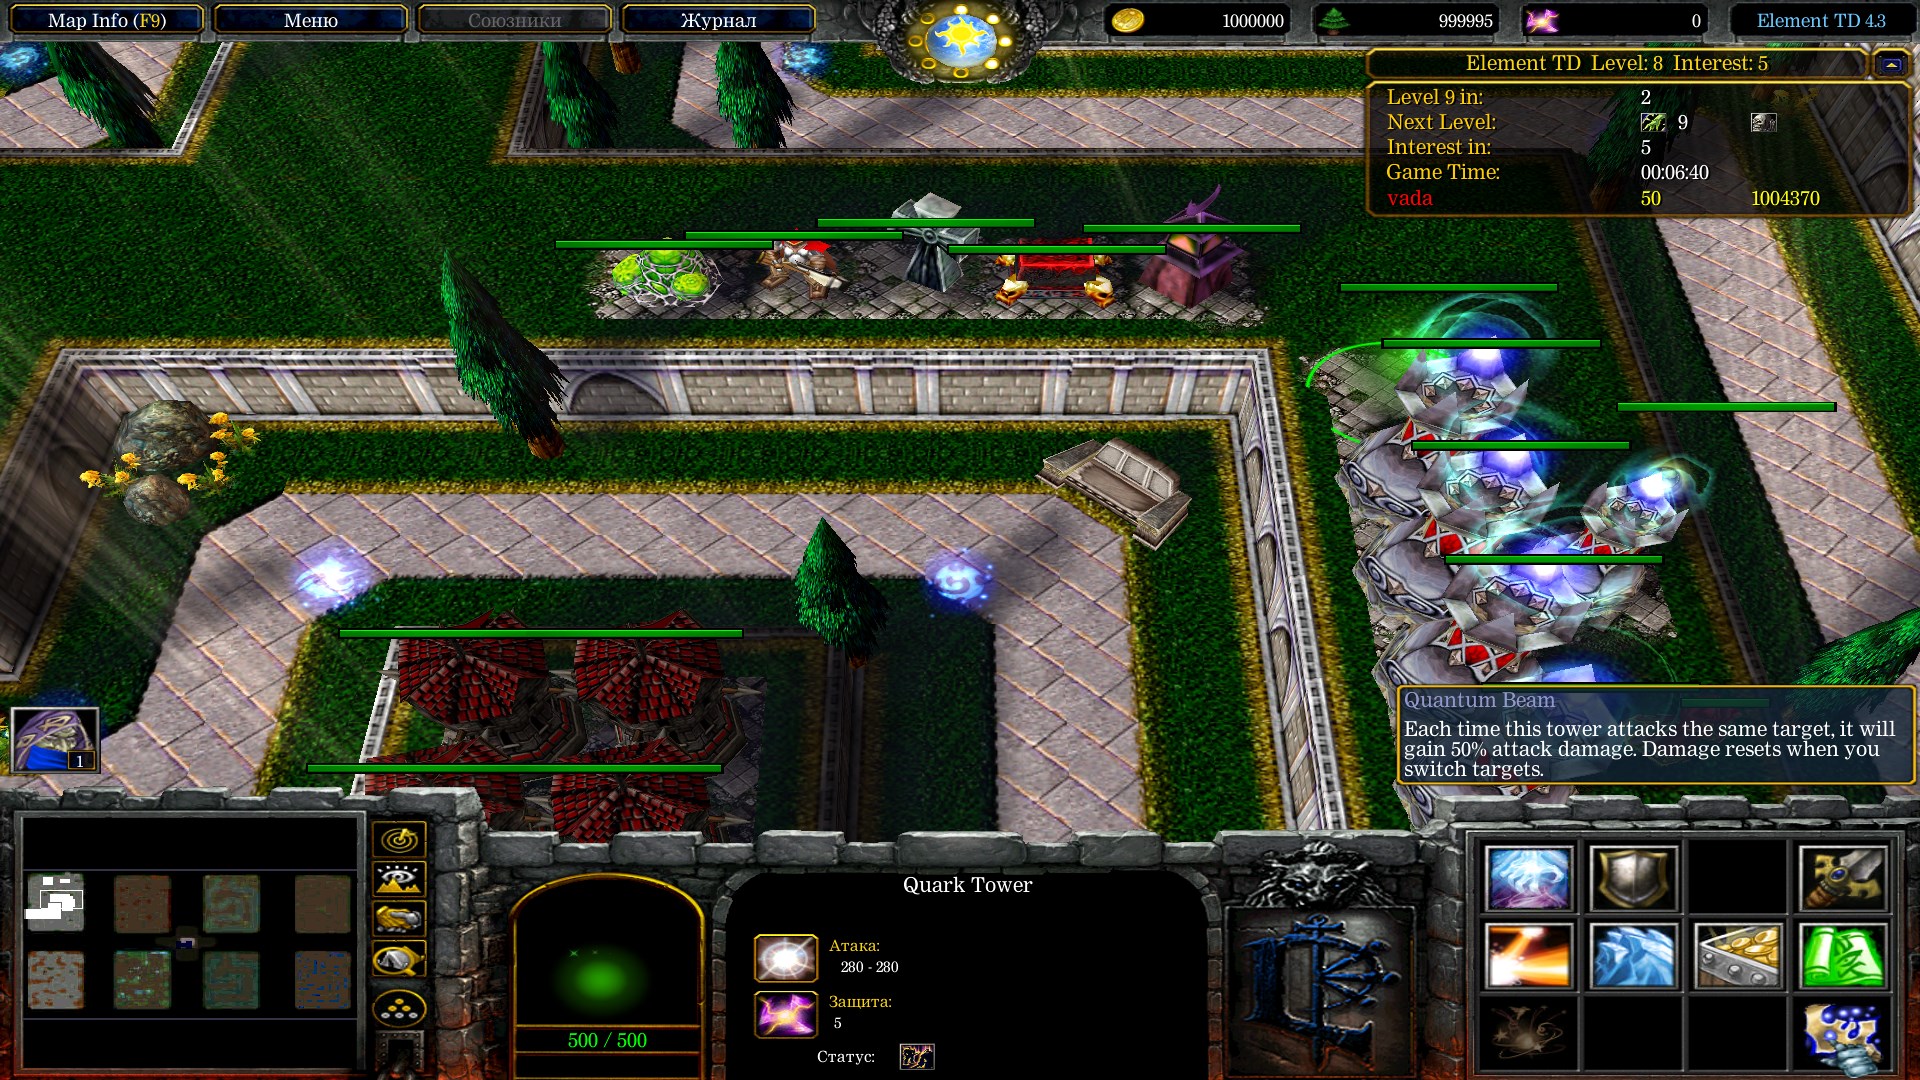 Map Info (F9)
Меню
Союзники
Журнал
1000000
999995
0
Element TD 4.3
Element TD Level: 8 Interest: 5
Level 9 in: 2
Next Level: 9
Interest in: 5
Game Time: 00:06:40
vada 50 1004370
Quantum Beam
Each time this tower attacks the same target, it will
gain 50% attack damage. Damage resets when you
switch targets.
1
Quark Tower
Атака:
280 - 280
Защита:
5
Статус:
500 / 500